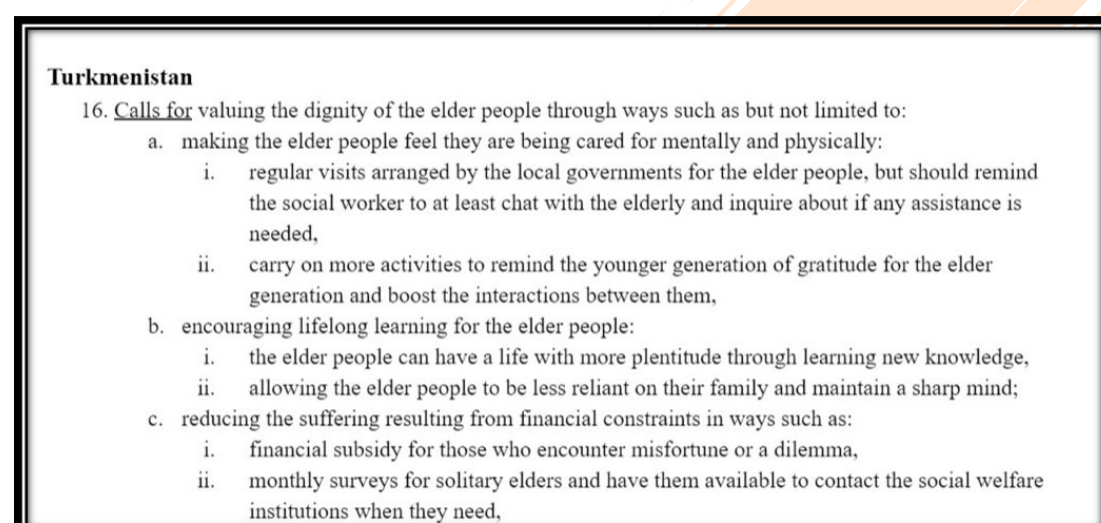 Turkmenistan
16. Calls for valuing the dignity of the elder people through ways such as but not limited to:
a. making the elder people feel they are being cared for mentally and physically:
i. regular visits arranged by the local governments for the elder people, but should remind
the social worker to at least chat with the elderly and inquire about if any assistance is
needed,
ii. carry on more activities to remind the younger generation of gratitude for the elder
generation and boost the interactions between them,
b. encouraging lifelong learning for the elder people:
i. the elder people can have a life with more plentitude through learning new knowledge,
ii. allowing the elder people to be less reliant on their family and maintain a sharp mind;
c. reducing the suffering resulting from financial constraints in ways such as:
i. financial subsidy for those who encounter misfortune or a dilemma,
ii. monthly surveys for solitary elders and have them available to contact the social welfare
institutions when they need,